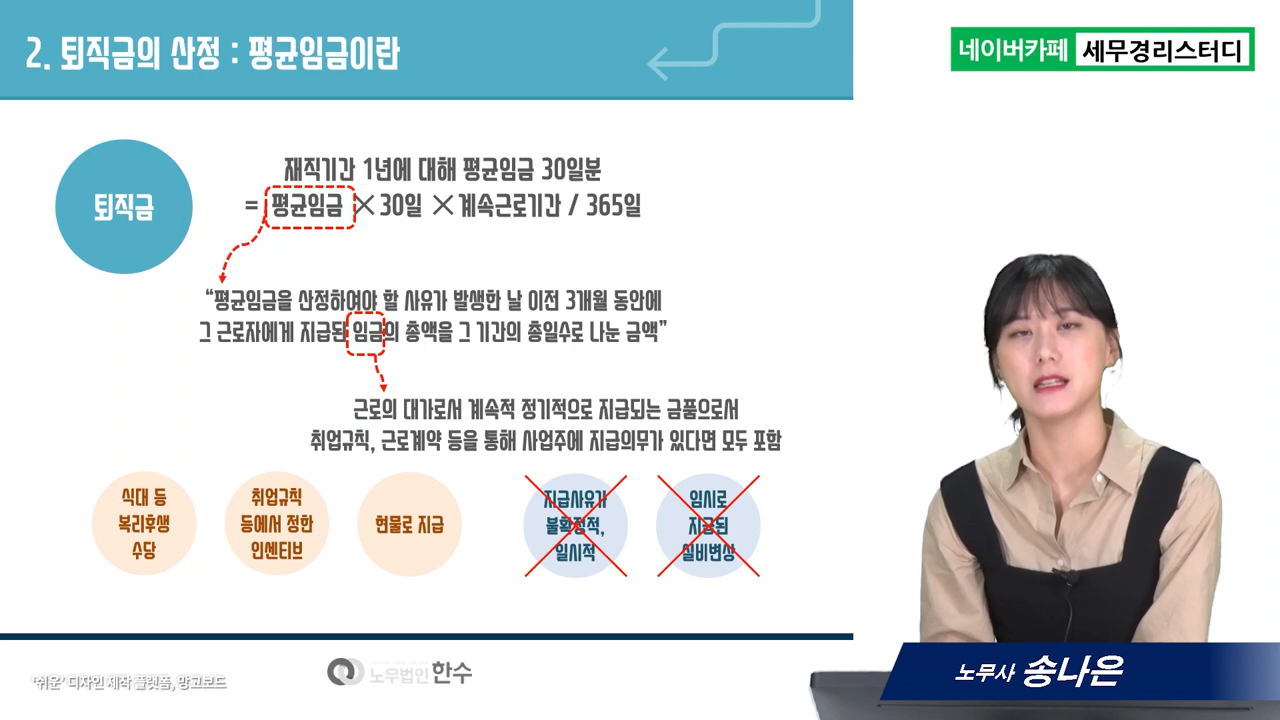 2. 퇴직금의 산정 : 평균임금이란
네이버카페 세무경리스터디
퇴직금
재직기간 1년에 대해 평균임금 30일분
= 평균임금 ×30일 ×계속근로기간 / 365일
“평균임금을 산정하여야 할 사유가 발생한 날 이전 3개월 동안에
그 근로자에게 지급된 임금의 총액을 그 기간의 총일수로 나눈 금액”
근로의 대가로서 계속적 정기적으로 지급되는 금품으로서
취업규칙, 근로계약 등을 통해 사업주에 지급의무가 있다면 모두 포함
식대 등
복리후생
수당
취업규칙
등에서 정한
인센티브
현물로 지급
지급사유가
불확정적,
일시적
임시로
지급된
실비변상
노무사 송나은
노무법인 한수
'쉬운' 디자인 제작 플랫폼, 망고보드